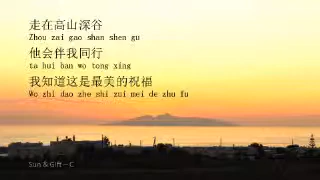 走在高山深谷
Zhou zai gao shan shen gu
他会伴我同行
ta hui ban wo tong xing
我知道这是最美的祝福
Wo zhi dao zhe shi zui mei de zhu fu
Sun & Gift－C